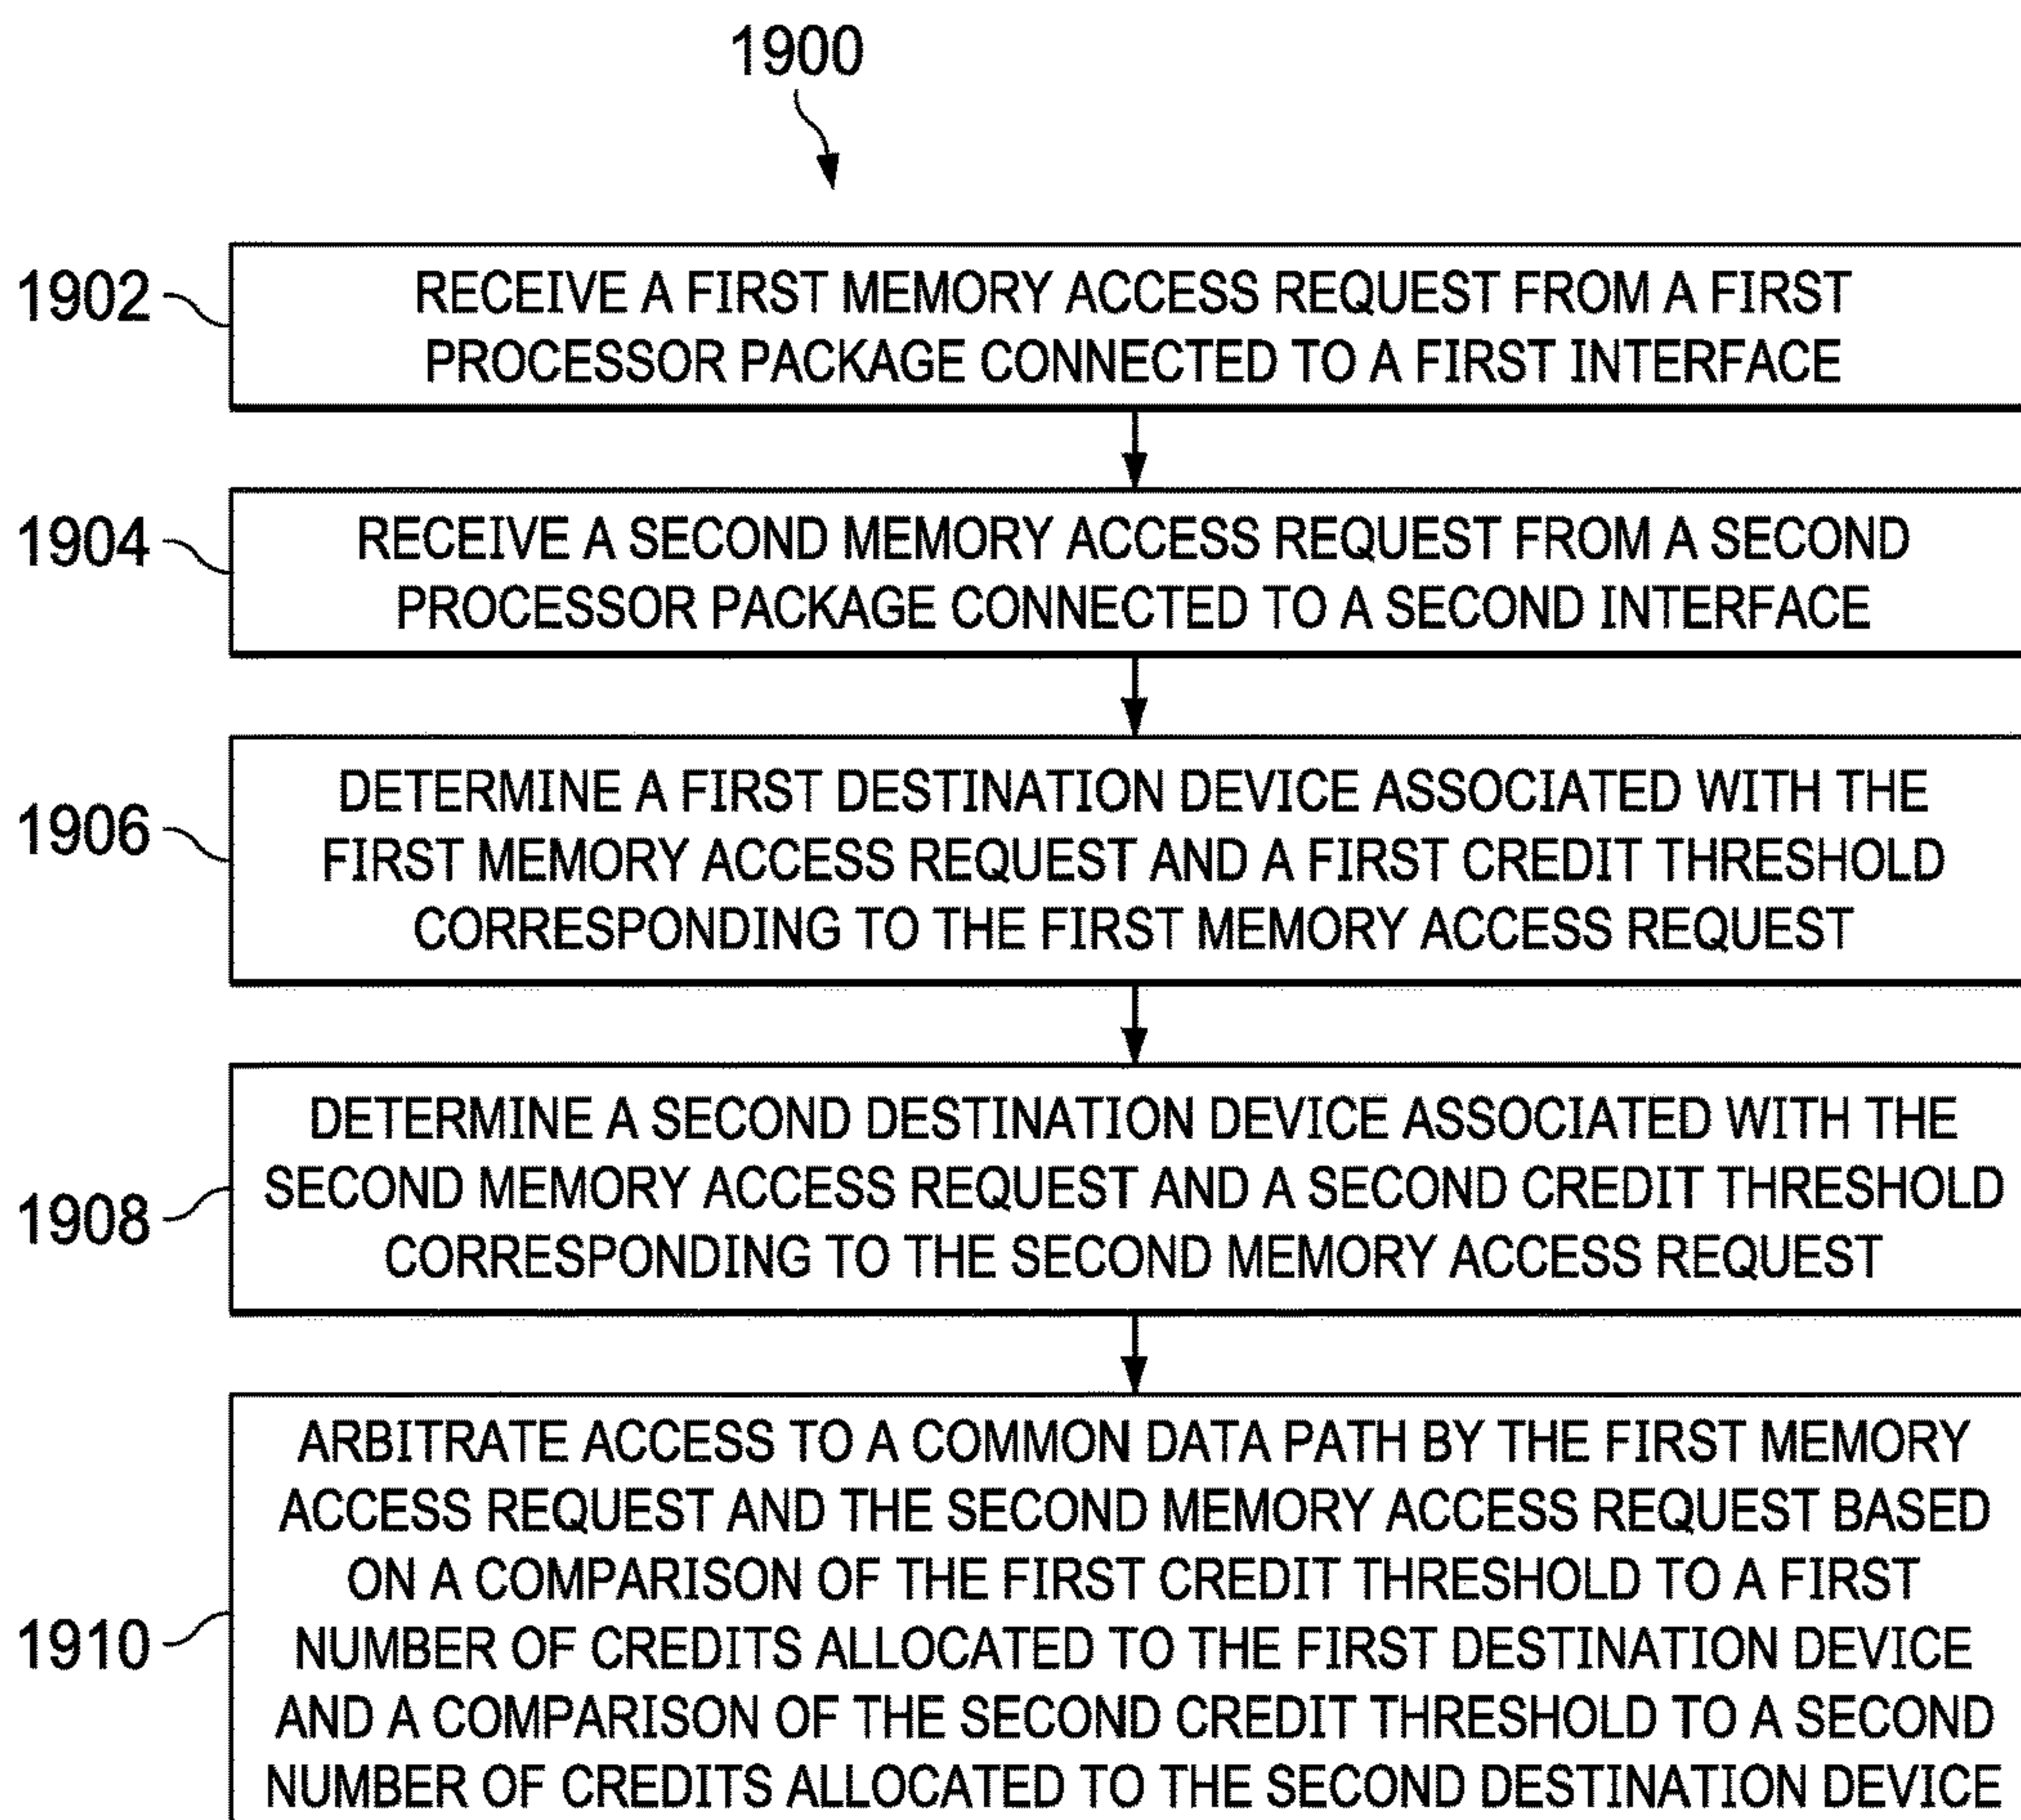 1900
1902
RECEIVE A FIRST MEMORY ACCESS REQUEST FROM A FIRST
PROCESSOR PACKAGE CONNECTED TO A FIRST INTERFACE
1904
RECEIVE A SECOND MEMORY ACCESS REQUEST FROM A SECOND
PROCESSOR PACKAGE CONNECTED TO A SECOND INTERFACE
1906
DETERMINE A FIRST DESTINATION DEVICE ASSOCIATED WITH THE
FIRST MEMORY ACCESS REQUEST AND A FIRST CREDIT THRESHOLD
CORRESPONDING TO THE FIRST MEMORY ACCESS REQUEST
1908
DETERMINE A SECOND DESTINATION DEVICE ASSOCIATED WITH THE
SECOND MEMORY ACCESS REQUEST AND A SECOND CREDIT THRESHOLD
CORRESPONDING TO THE SECOND MEMORY ACCESS REQUEST
1910
ARBITRATE ACCESS TO A COMMON DATA PATH BY THE FIRST MEMORY
ACCESS REQUEST AND THE SECOND MEMORY ACCESS REQUEST BASED
ON A COMPARISON OF THE FIRST CREDIT THRESHOLD TO A FIRST
NUMBER OF CREDITS ALLOCATED TO THE FIRST DESTINATION DEVICE
AND A COMPARISON OF THE SECOND CREDIT THRESHOLD TO A SECOND
NUMBER OF CREDITS ALLOCATED TO THE SECOND DESTINATION DEVICE